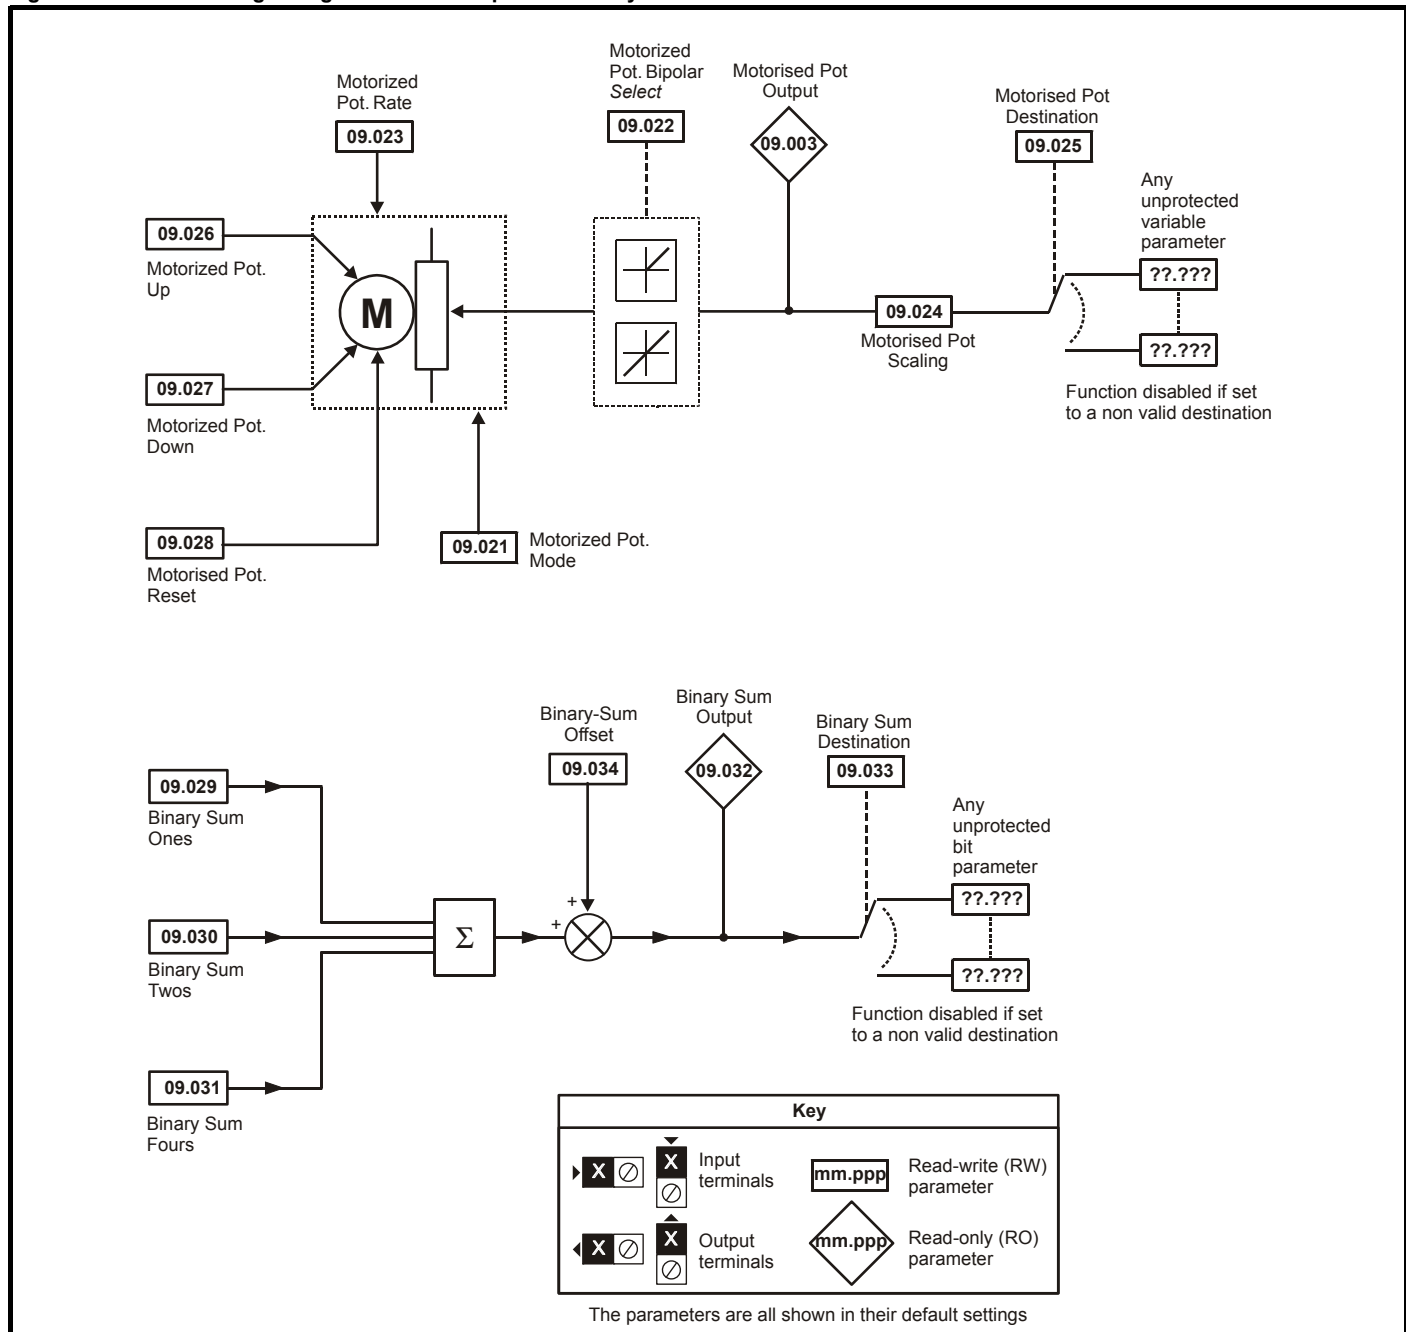 Motorized
Pot. Rate
09.023
Motorized
Pot. Bipolar
Select
09.022
Motorised Pot
Output
09.003
Motorised Pot
Destination
09.025
Any
unprotected
variable
parameter
??.???
??.???
Function disabled if set
to a non valid destination
09.026
Motorized Pot.
Up
M
09.024
Motorised Pot
Scaling
09.027
Motorized Pot.
Down
09.028
Motorised Pot.
Reset
09.021
Motorized Pot.
Mode
Binary-Sum
Offset
09.034
Binary Sum
Output
09.032
Binary Sum
Destination
09.033
Any
unprotected
bit
parameter
??.???
??.???
Function disabled if set
to a non valid destination
09.029
Binary Sum
Ones
09.030
Binary Sum
Twos
09.031
Binary Sum
Fours
Σ
+
+
Key
X
X
Input
terminals
mm.ppp
Read-write (RW)
parameter
X
X
Output
terminals
mm.ppp
Read-only (RO)
parameter
The parameters are all shown in their default settings